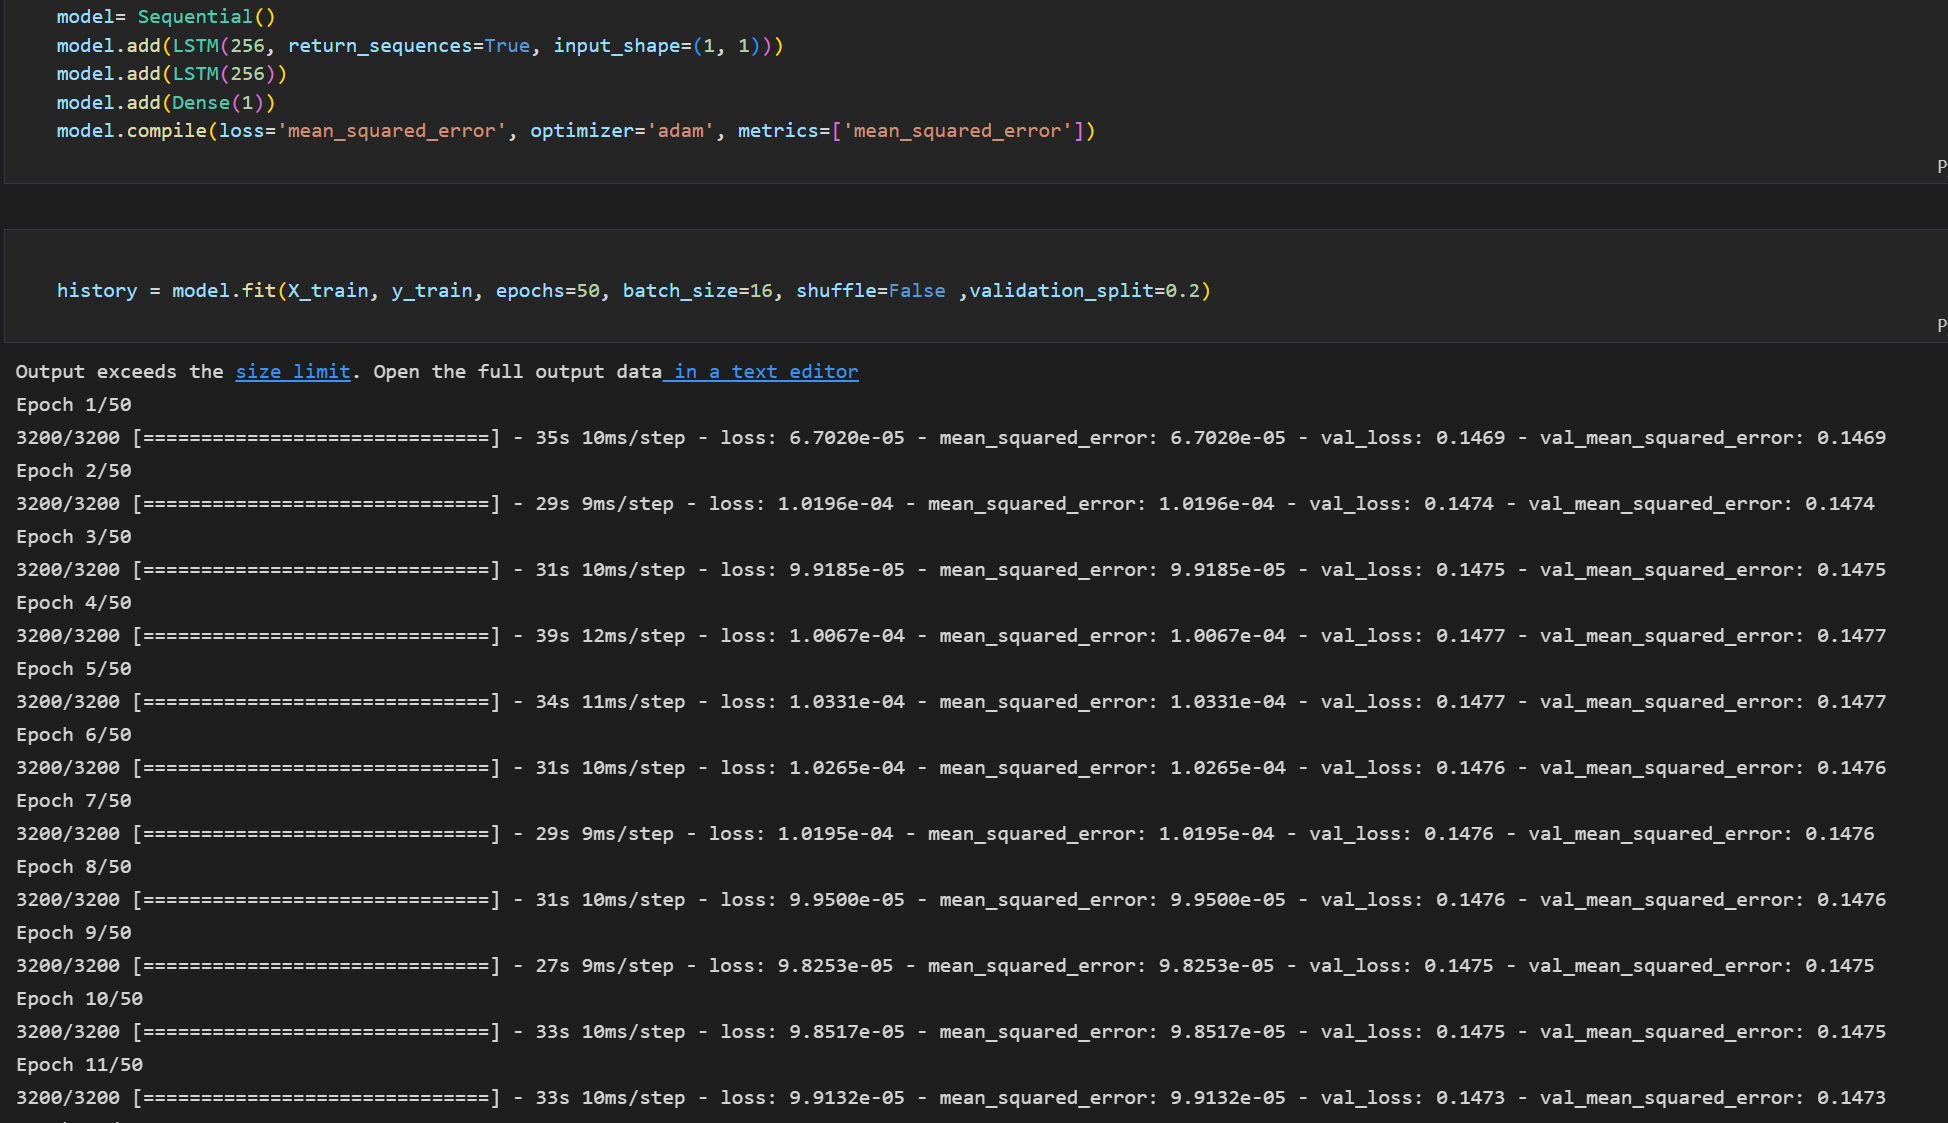 model= Sequential()
model.add(LSTM(256, return_sequences=True, input_shape=(1, 1)))
model.add(LSTM(256))
model.add(Dense(1))
model.compile(loss='mean_squared_error', optimizer='adam', metrics=['mean_squared_error'])
history = model.fit(X_train, y_train, epochs=50, batch_size=16, shuffle=False ,validation_split=0.2)
Output exceeds the size limit. Open the full output data in a text editor
Epoch 1/50
3200/3200 [==============================] - 35s 10ms/step - loss: 6.7020e-05 - mean_squared_error: 6.7020e-05 - val_loss: 0.1469 - val_mean_squared_error: 0.1469
Epoch 2/50
3200/3200 [==============================] - 29s 9ms/step - loss: 1.0196e-04 - mean_squared_error: 1.0196e-04 - val_loss: 0.1474 - val_mean_squared_error: 0.1474
Epoch 3/50
3200/3200 [==============================] - 31s 10ms/step - loss: 9.9185e-05 - mean_squared_error: 9.9185e-05 - val_loss: 0.1475 - val_mean_squared_error: 0.1475
Epoch 4/50
3200/3200 [==============================] - 39s 12ms/step - loss: 1.0067e-04 - mean_squared_error: 1.0067e-04 - val_loss: 0.1477 - val_mean_squared_error: 0.1477
Epoch 5/50
3200/3200 [==============================] - 34s 11ms/step - loss: 1.0331e-04 - mean_squared_error: 1.0331e-04 - val_loss: 0.1477 - val_mean_squared_error: 0.1477
Epoch 6/50
3200/3200 [==============================] - 31s 10ms/step - loss: 1.0265e-04 - mean_squared_error: 1.0265e-04 - val_loss: 0.1476 - val_mean_squared_error: 0.1476
Epoch 7/50
3200/3200 [==============================] - 29s 9ms/step - loss: 1.0195e-04 - mean_squared_error: 1.0195e-04 - val_loss: 0.1476 - val_mean_squared_error: 0.1476
Epoch 8/50
3200/3200 [==============================] - 31s 10ms/step - loss: 9.9500e-05 - mean_squared_error: 9.9500e-05 - val_loss: 0.1476 - val_mean_squared_error: 0.1476
Epoch 9/50
3200/3200 [==============================] - 27s 9ms/step - loss: 9.8253e-05 - mean_squared_error: 9.8253e-05 - val_loss: 0.1475 - val_mean_squared_error: 0.1475
Epoch 10/50
3200/3200 [==============================] - 33s 10ms/step - loss: 9.8517e-05 - mean_squared_error: 9.8517e-05 - val_loss: 0.1475 - val_mean_squared_error: 0.1475
Epoch 11/50
3200/3200 [==============================] - 33s 10ms/step - loss: 9.9132e-05 - mean_squared_error: 9.9132e-05 - val_loss: 0.1473 - val_mean_squared_error: 0.1473